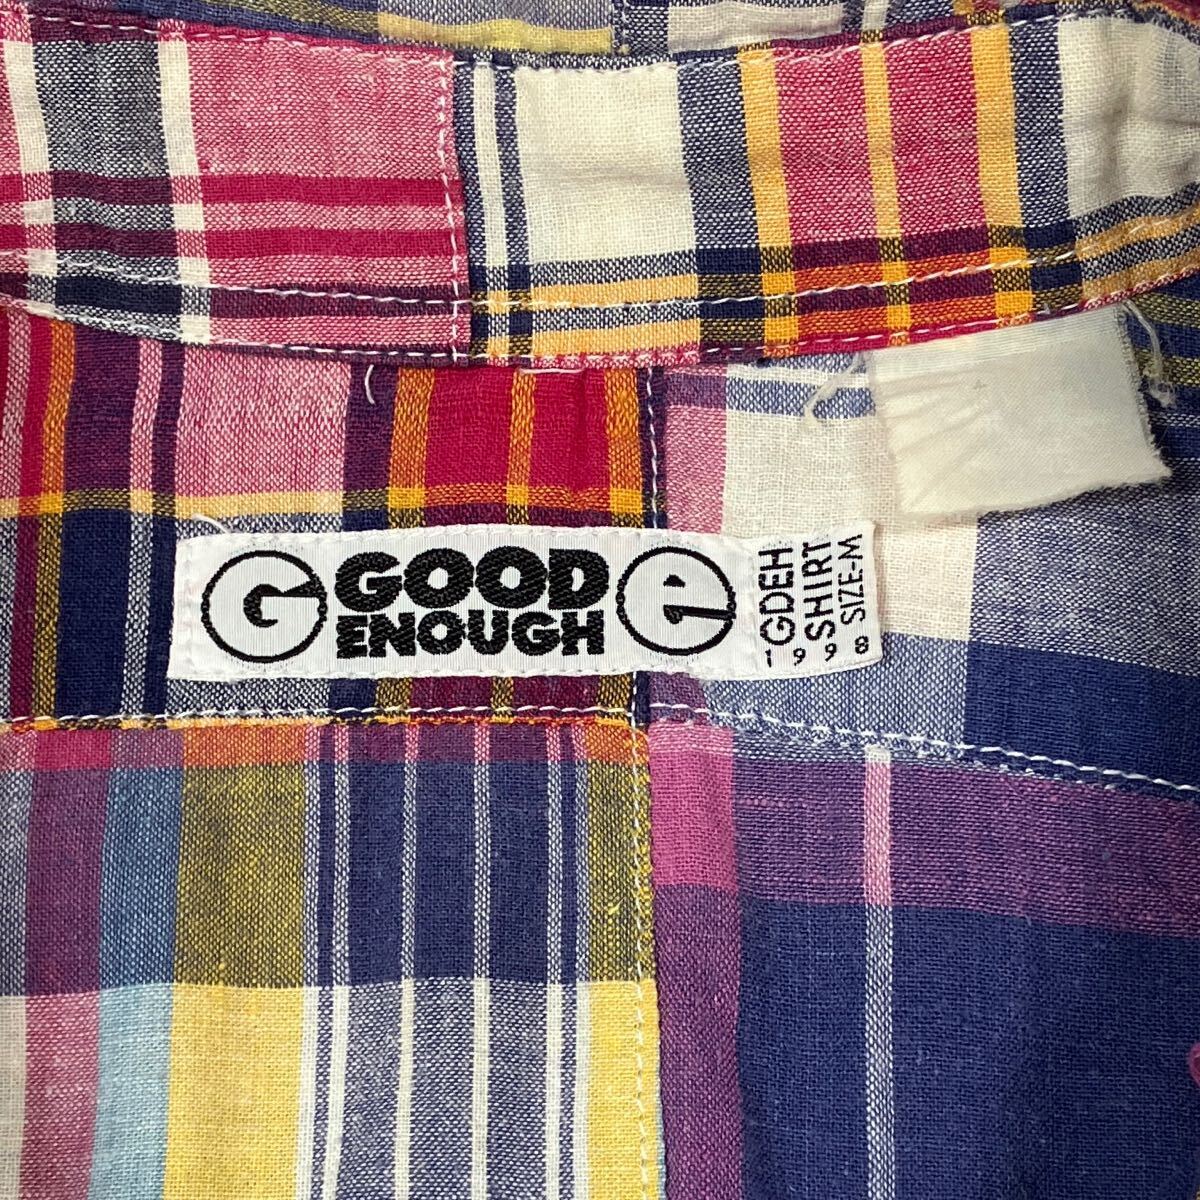 G GOOD ENOUGH e
GDEH
SHIRT
SIZE-M
1998